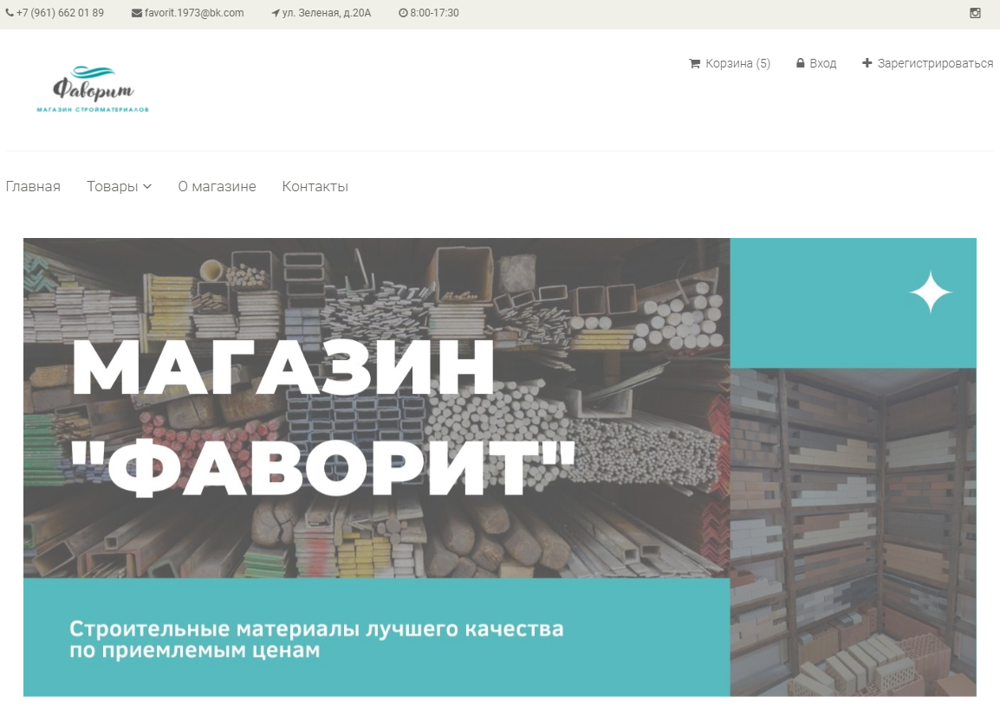 +7 (961) 662 01 89 favorit.1973@bk.com ул. Зеленая, д.20А 8:00-17:30
Корзина (5) Вход Зарегистрироваться
Фаворит
МАГАЗИН СТРОЙМАТЕРИАЛОВ
Главная Товары О магазине Контакты
МАГАЗИН
"ФАВОРИТ"
Строительные материалы лучшего качества
по приемлемым ценам